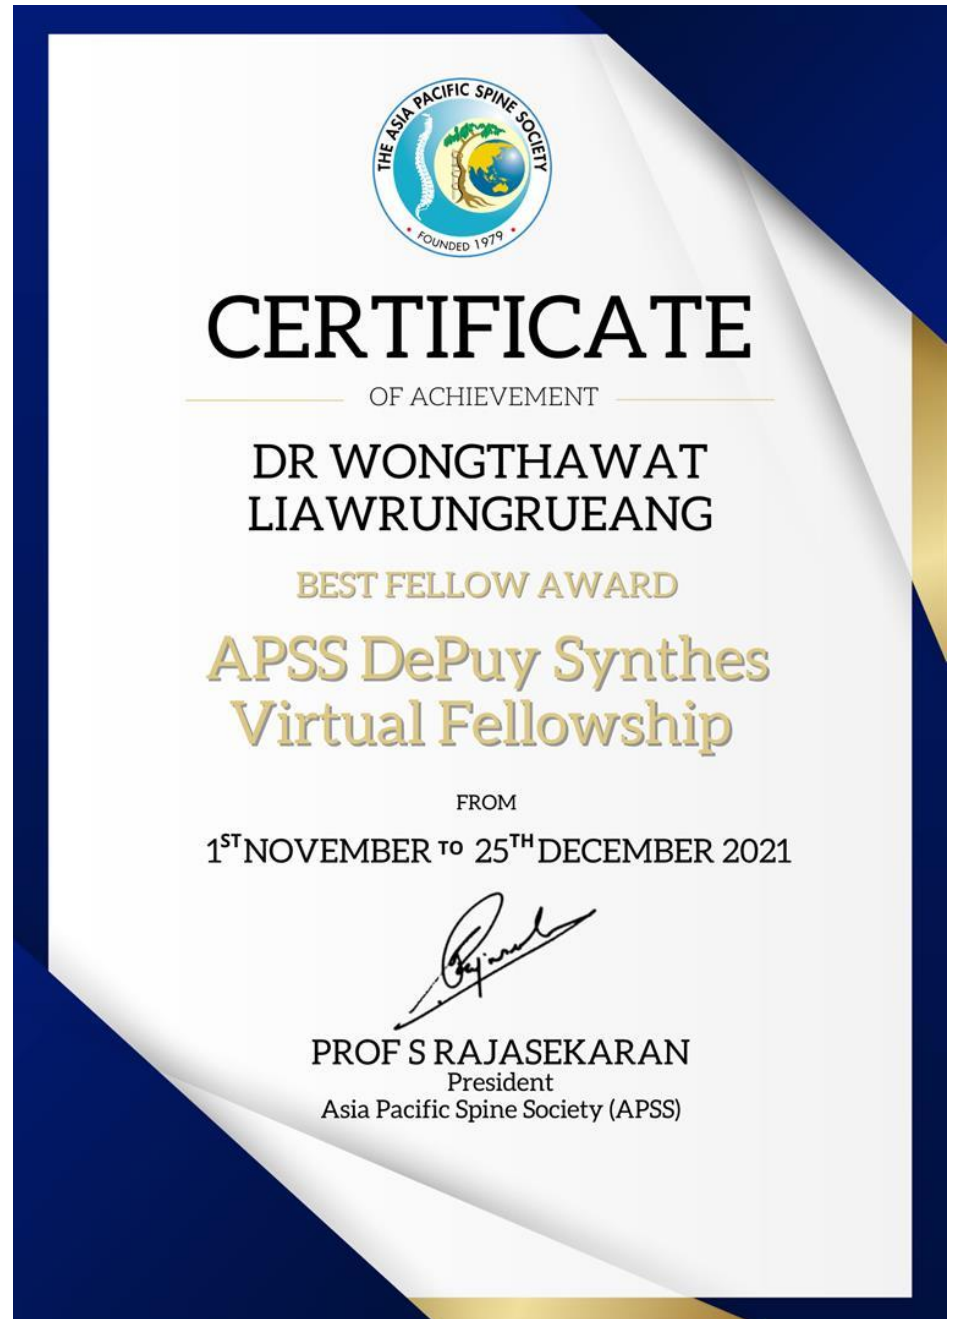 THE ASIA PACIFIC SPINE SOCIETY
• FOUNDED 1979 •
CERTIFICATE
OF ACHIEVEMENT
DR WONGTHAWAT
LIAWRUNGRUEANG
BEST FELLOW AWARD
APSS DePuy Synthes
Virtual Fellowship
FROM
1ST NOVEMBER TO 25TH DECEMBER 2021
PROF S RAJASEKARAN
President
Asia Pacific Spine Society (APSS)